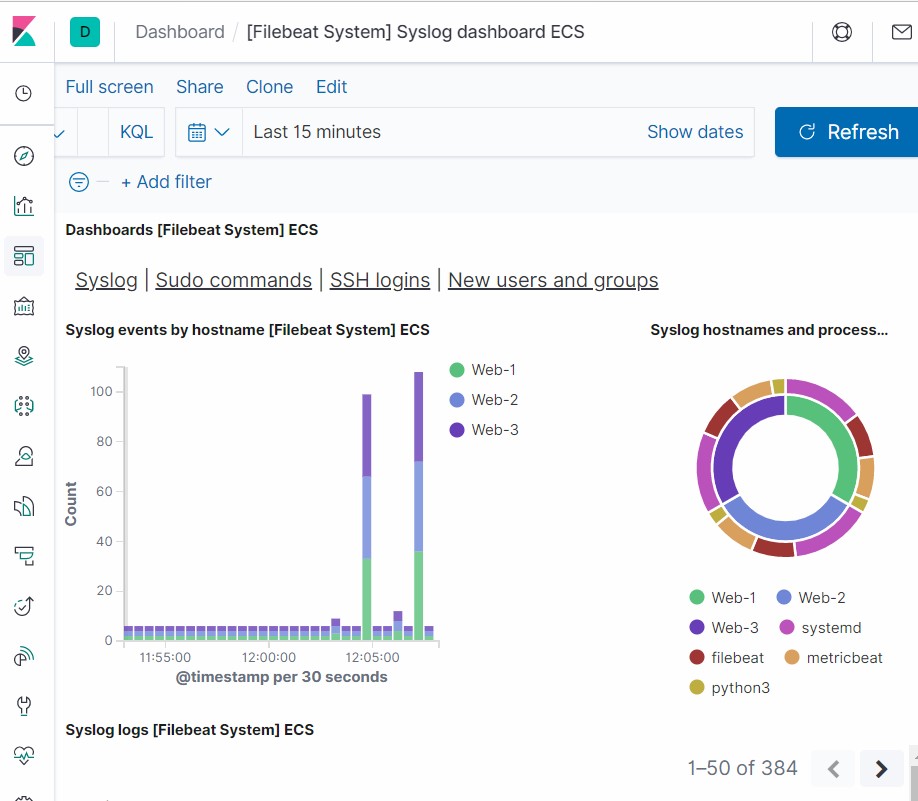 D Dashboard / [Filebeat System] Syslog dashboard ECS
Full screen Share Clone Edit
KQL Last 15 minutes Show dates Refresh
+ Add filter
Dashboards [Filebeat System] ECS
Syslog | Sudo commands | SSH logins | New users and groups
Syslog events by hostname [Filebeat System] ECS
Count
100
80
60
40
20
0
11:55:00 12:00:00 12:05:00
@timestamp per 30 seconds
Web-1
Web-2
Web-3
Syslog hostnames and process...
Web-1 Web-2
Web-3 systemd
filebeat metricbeat
python3
Syslog logs [Filebeat System] ECS
1–50 of 384